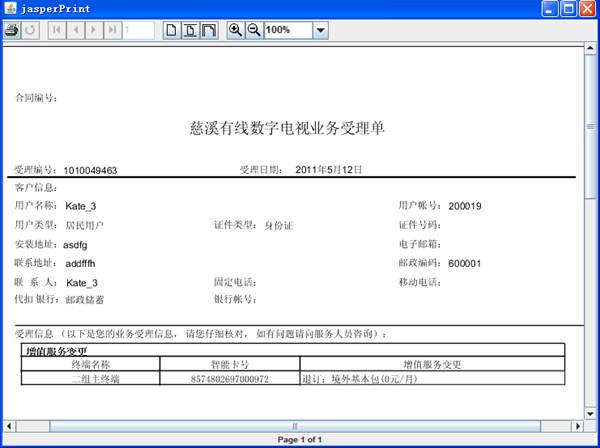 jasperPrint
1 100%
合同编号：
慈溪有线数字电视业务受理单
受理编号：1010049463 受理日期： 2011年5月12日
客户信息：
用户名称：Kate_3 用户帐号：200019
用户类型：居民用户 证件类型：身份证 证件号码：
安装地址：asdfg 电子邮箱：
联系地址：addfffh 邮政编码：600001
联 系 人：Kate_3 固定电话： 移动电话：
代扣 银行：邮政储蓄 银行帐号：
受理信息 （以下是您的业务受理信息，请您仔细核对，如有问题请向服务人员咨询）：
增值服务变更
终端名称 智能卡号 增值服务变更
二组主终端 8574802697000972 退订：境外基本包(0元/月)
Page 1 of 1